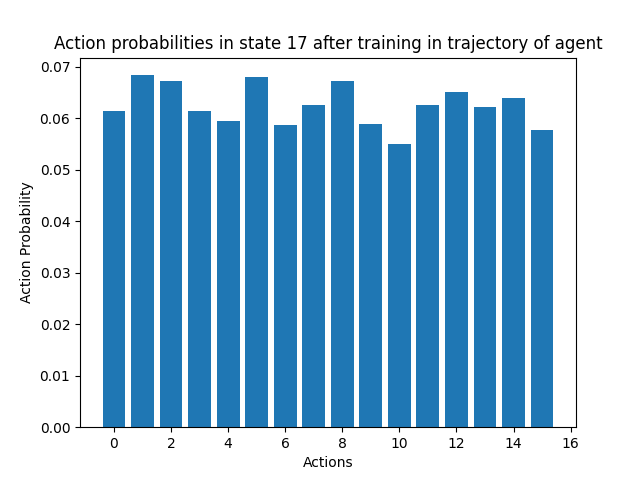 Action probabilities in state 17 after training in trajectory of agent
0.07
0.06
0.05
0.04
0.03
0.02
0.01
0.00
Action Probability
0 2 4 6 8 10 12 14 16
Actions